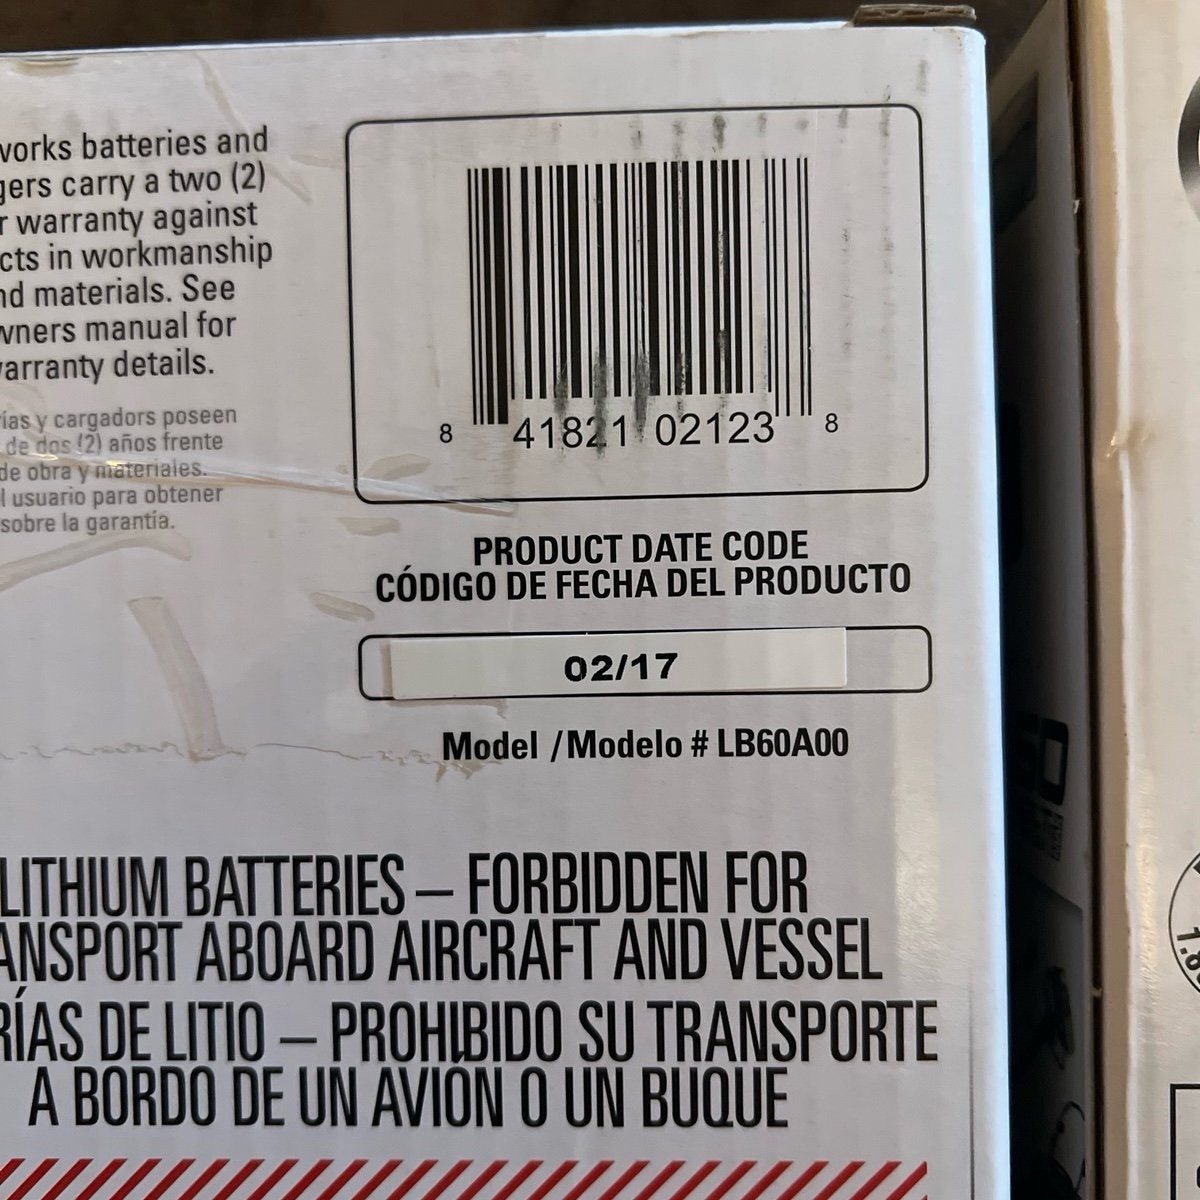 works batteries and
gers carry a two (2)
r warranty against
cts in workmanship
nd materials. See
wners manual for
arranty details.
ías y cargadors poseen
de dos (2) años frente
de obra y materiales.
l usuario para obtener
sobre la garantía.
8 41821 02123 8
PRODUCT DATE CODE
CÓDIGO DE FECHA DEL PRODUCTO
02/17
Model /Modelo # LB60A00
LITHIUM BATTERIES – FORBIDDEN FOR
ANSPORT ABOARD AIRCRAFT AND VESSEL
RÍAS DE LITIO – PROHIBIDO SU TRANSPORTE
A BORDO DE UN AVIÓN O UN BUQUE
1.8